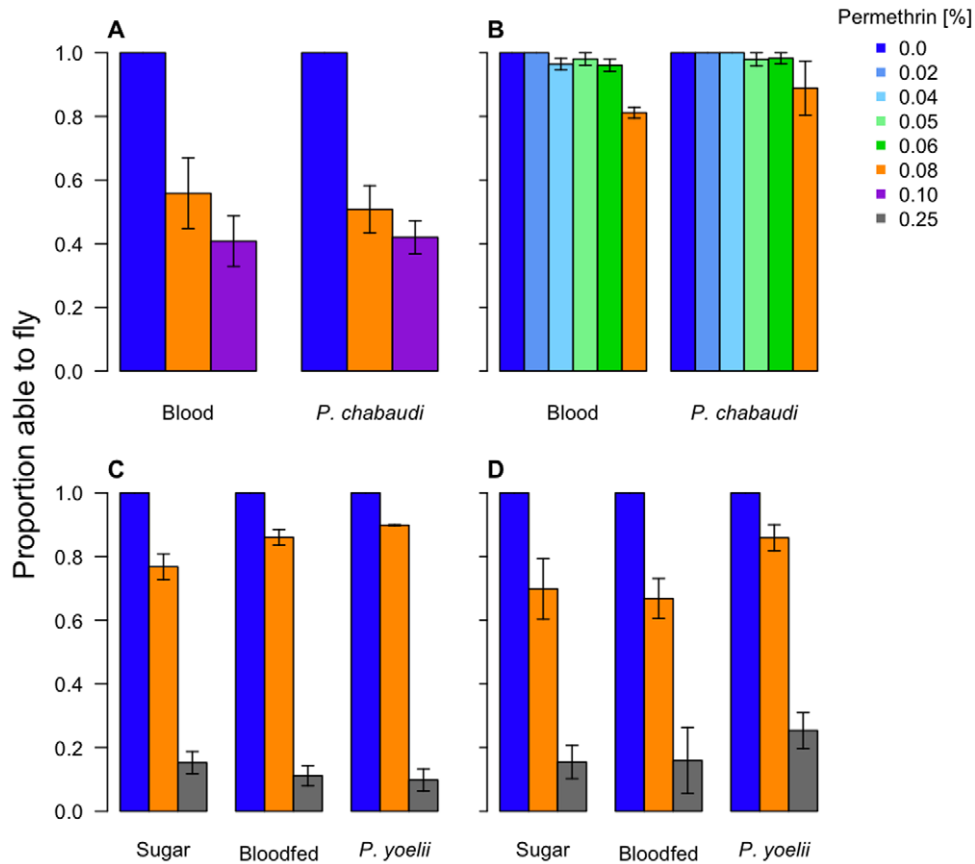 A
B
Permethrin [%]
0.0
0.02
0.04
0.05
0.06
0.08
0.10
0.25
Proportion able to fly
1.0
0.8
0.6
0.4
0.2
0.0
Blood
P. chabaudi
Blood
P. chabaudi
C
D
1.0
0.8
0.6
0.4
0.2
0.0
Sugar
Bloodfed
P. yoelii
Sugar
Bloodfed
P. yoelii